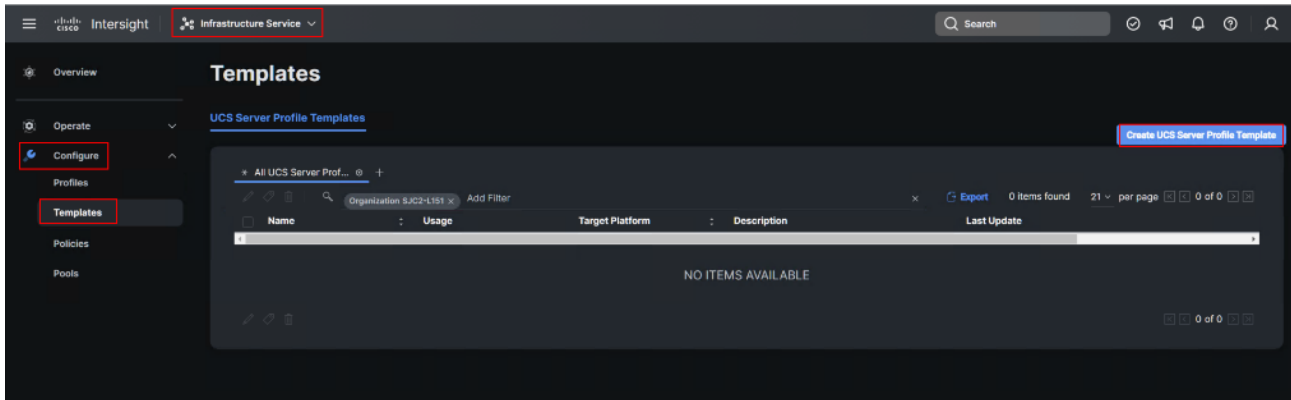 cisco Intersight Infrastructure Service Search
Overview
Templates
UCS Server Profile Templates
Operate
Create UCS Server Profile Template
Configure
* All UCS Server Prof... +
Profiles
Organization SJC2-L151 × Add Filter × Export 0 items found 21 per page 0 of 0
Templates
Name Usage Target Platform Description Last Update
Policies
Pools
NO ITEMS AVAILABLE
0 of 0